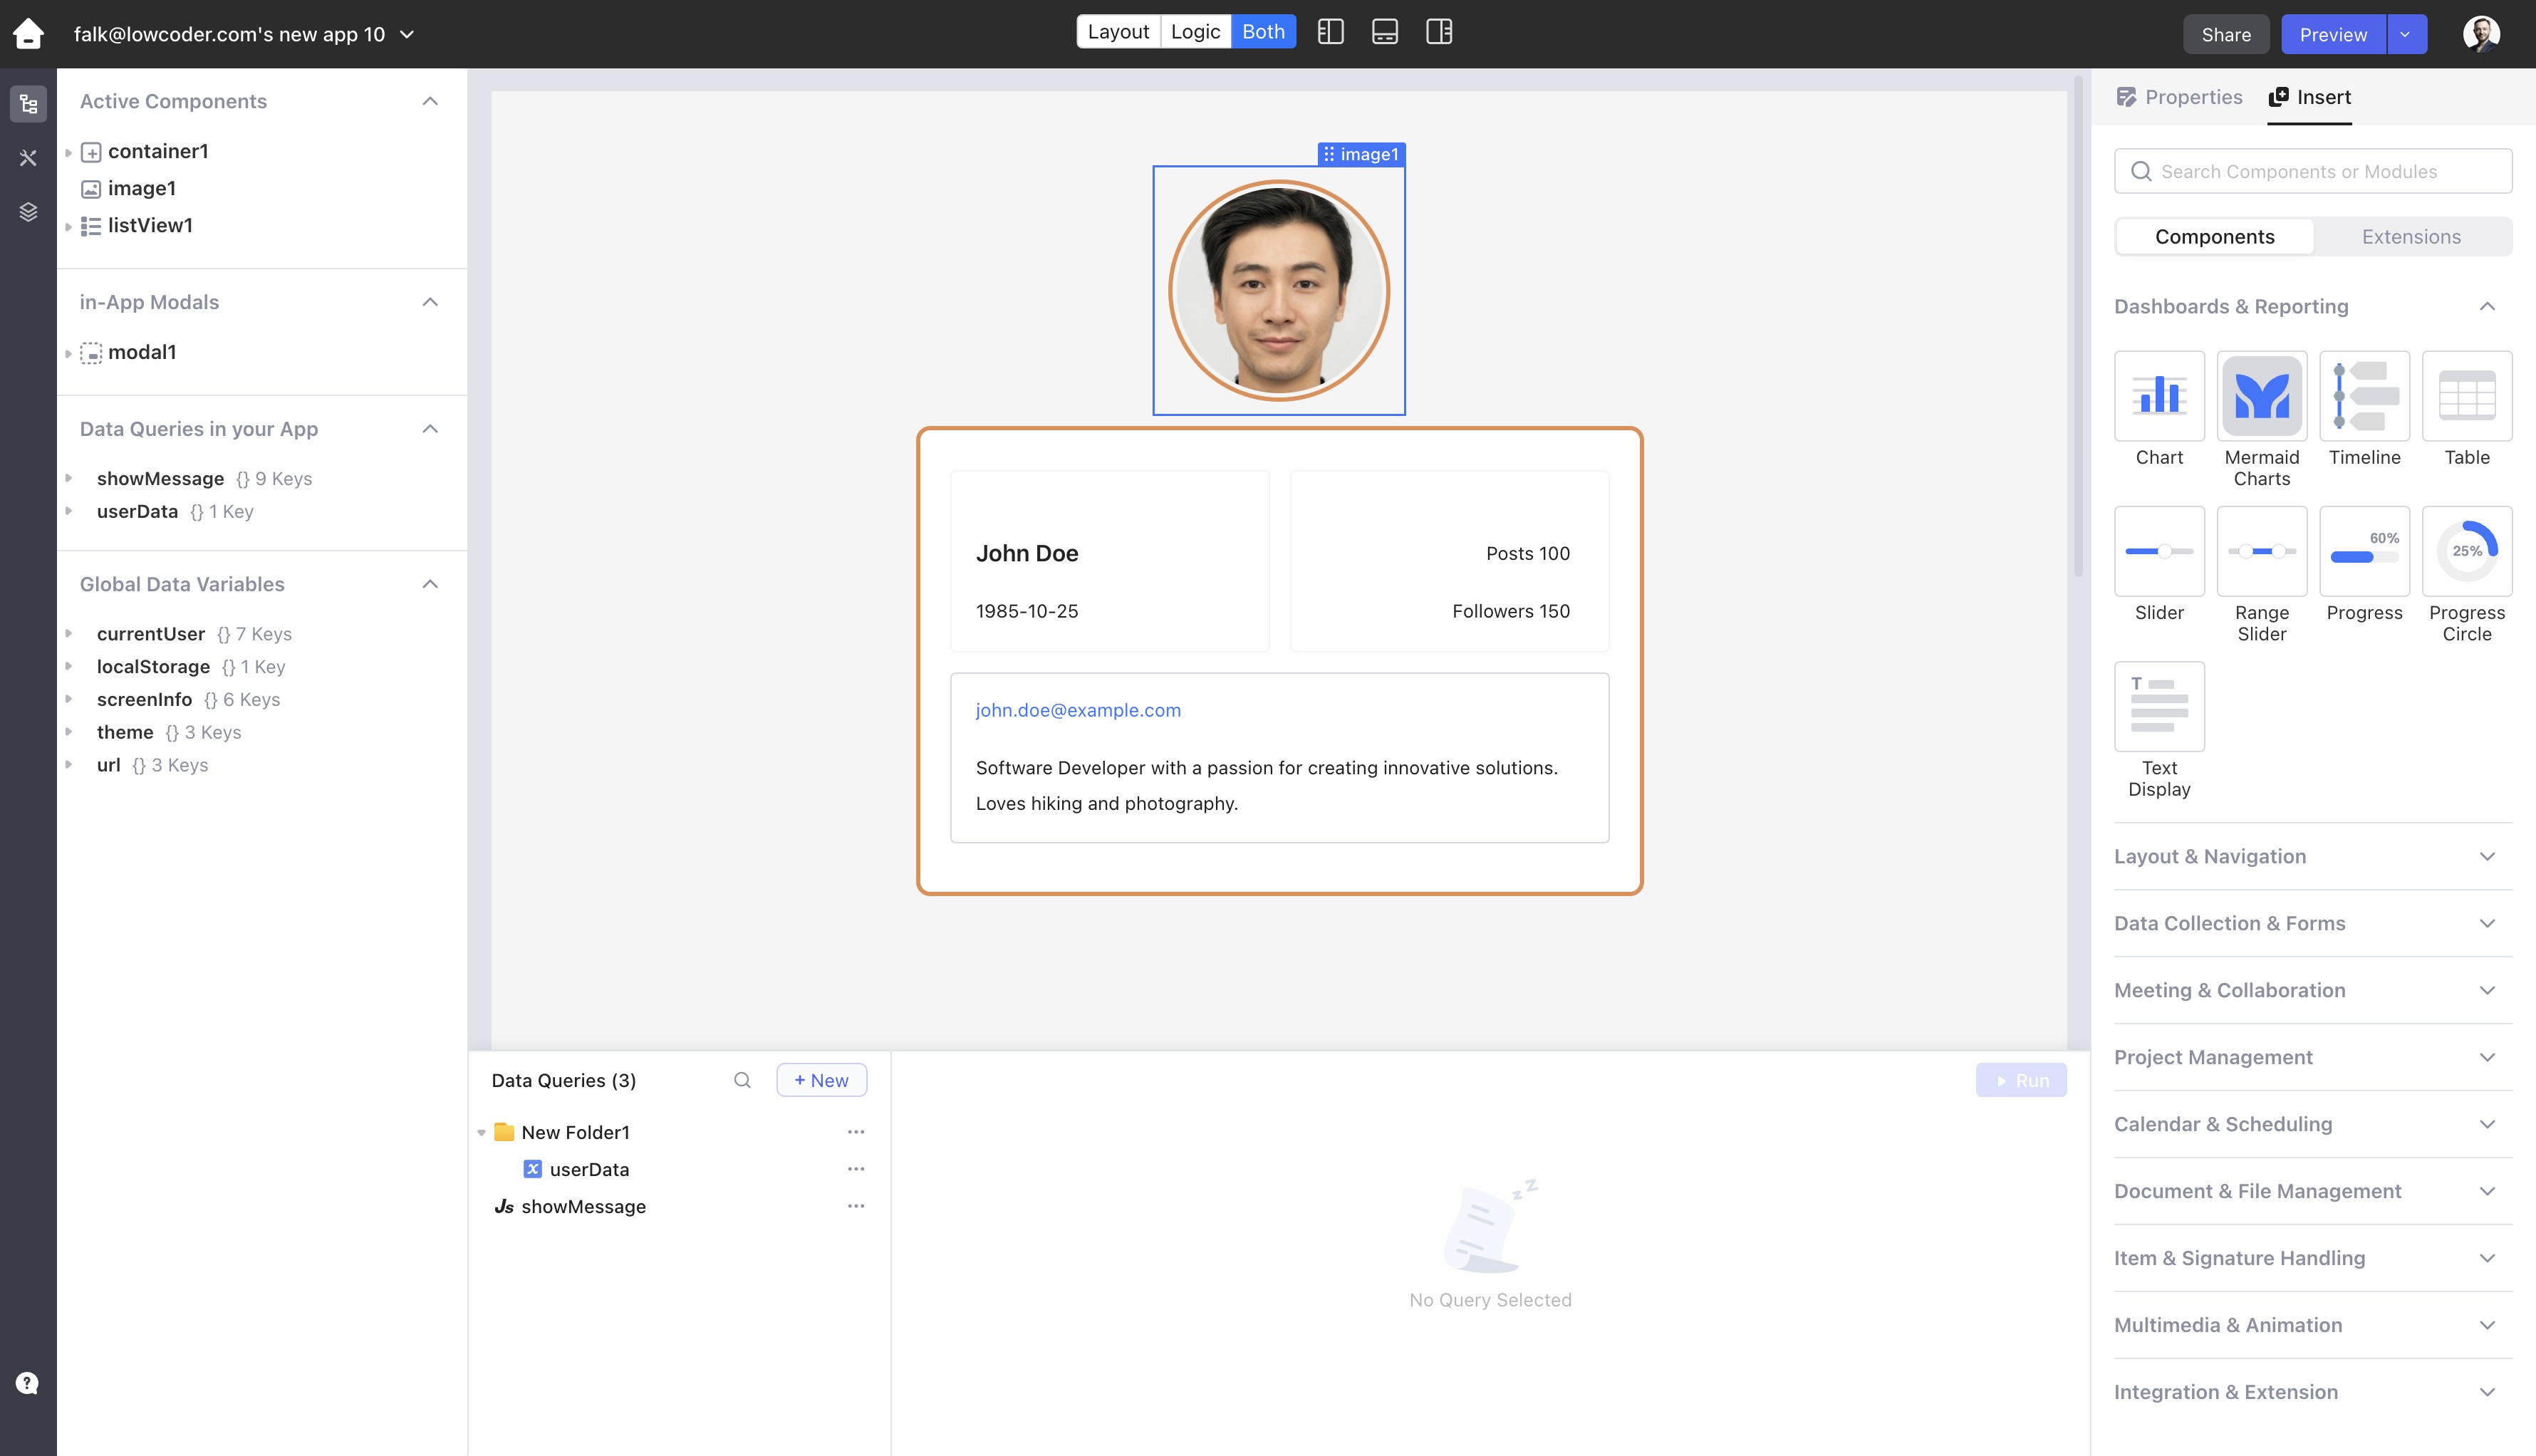 falk@lowcoder.com's new app 10
Layout Logic Both
Share
Preview
Active Components
container1
image1
listView1
in-App Modals
modal1
Data Queries in your App
showMessage {} 9 Keys
userData {} 1 Key
Global Data Variables
currentUser {} 7 Keys
localStorage {} 1 Key
screenInfo {} 6 Keys
theme {} 3 Keys
url {} 3 Keys
?
image1
John Doe
1985-10-25
Posts 100
Followers 150
john.doe@example.com
Software Developer with a passion for creating innovative solutions.
Loves hiking and photography.
Data Queries (3)
+ New
New Folder1
x userData
Js showMessage
Run
z z
No Query Selected
Properties
Insert
Search Components or Modules
Components
Extensions
Dashboards & Reporting
Chart
Mermaid
Charts
Timeline
Table
Slider
Range
Slider
60%
Progress
25%
Progress
Circle
T
Text
Display
Layout & Navigation
Data Collection & Forms
Meeting & Collaboration
Project Management
Calendar & Scheduling
Document & File Management
Item & Signature Handling
Multimedia & Animation
Integration & Extension